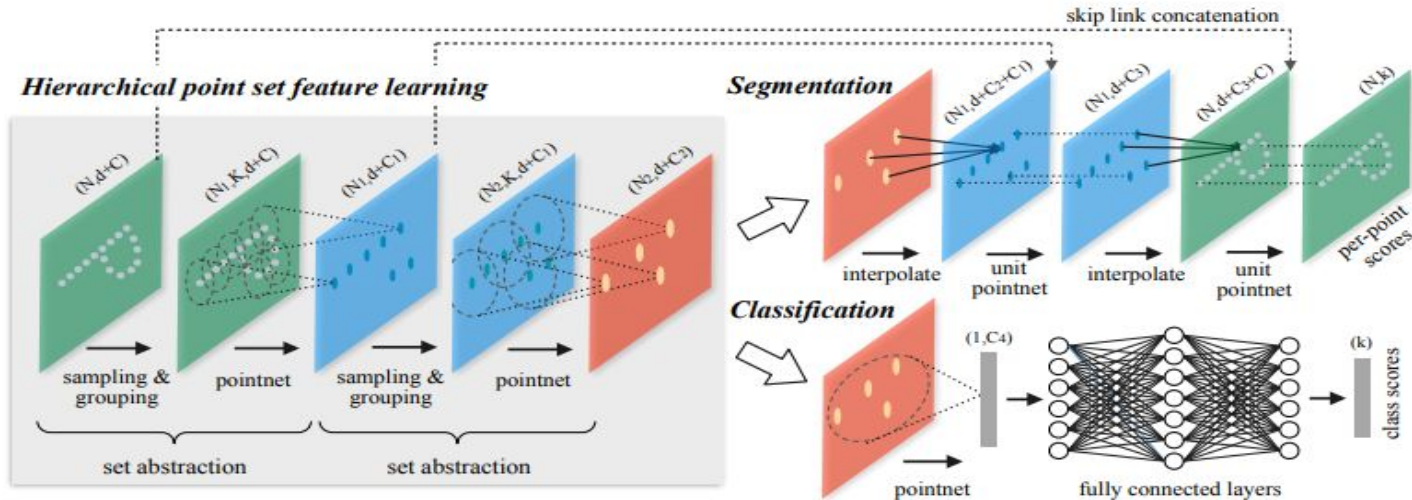 skip link concatenation
Hierarchical point set feature learning
(N,d+C)
(N1,K,d+C)
(N1,d+C1)
(N2,K,d+C1)
(N2,d+C2)
sampling &
grouping
pointnet
sampling &
grouping
pointnet
set abstraction
set abstraction
Segmentation
(N1,d+C2+C1)
(N1,d+C3)
(N,d+C3+C)
(N,k)
interpolate
unit
pointnet
interpolate
unit
pointnet
per-point
scores
Classification
(1,C4)
(k)
class scores
pointnet
fully connected layers